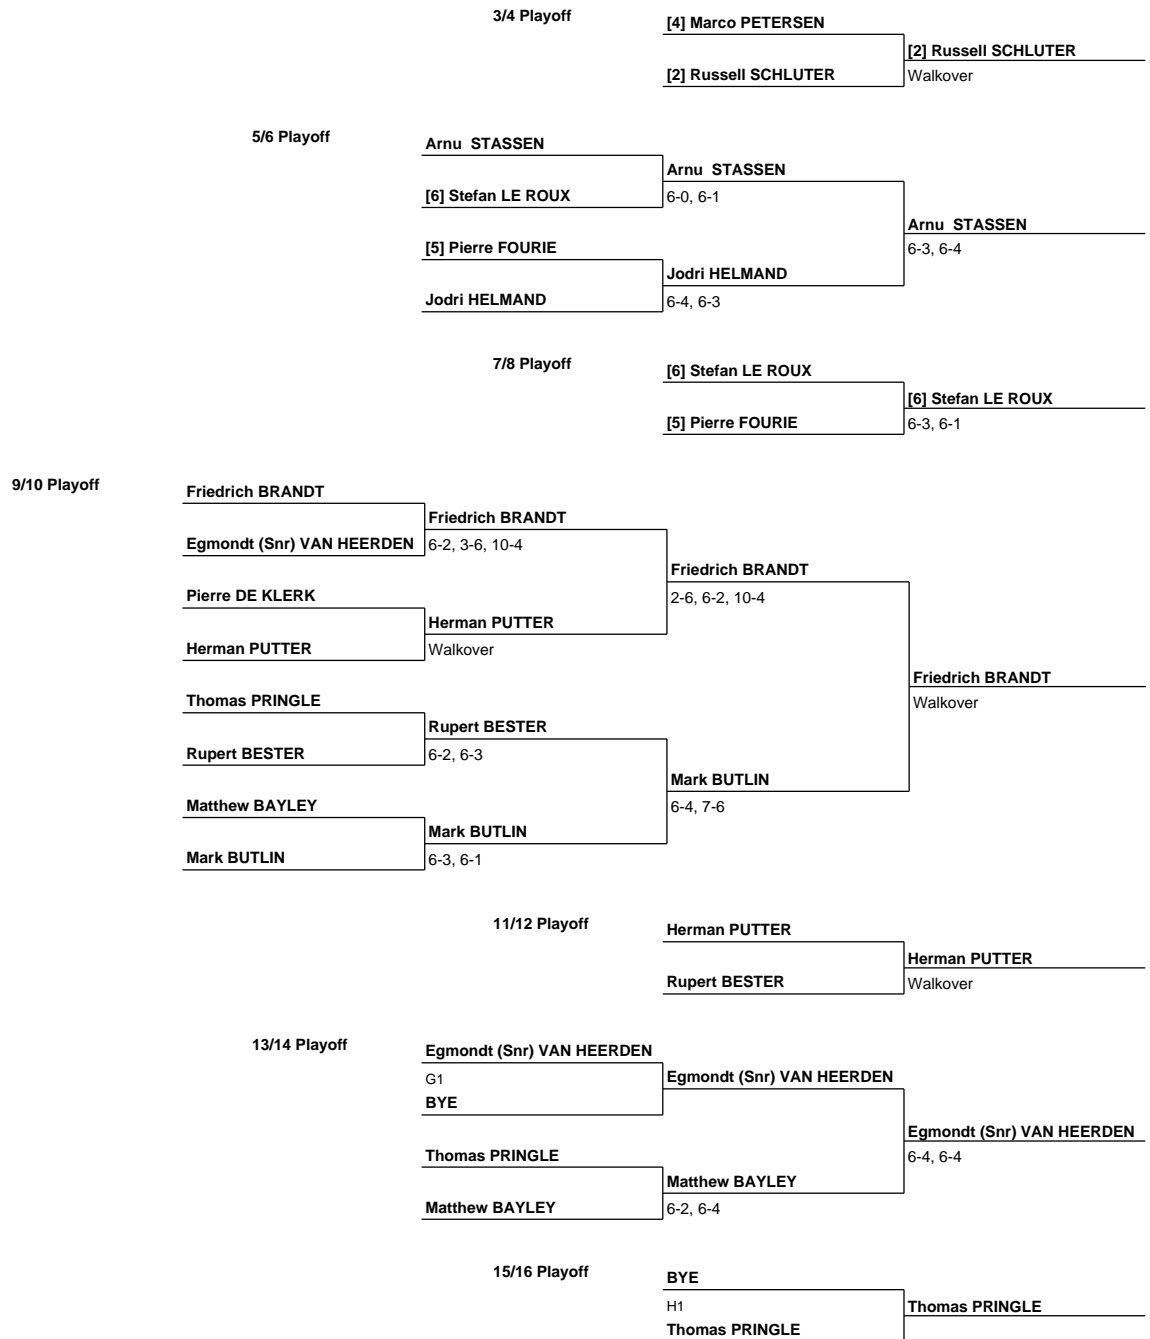 3/4 Playoff
[4] Marco PETERSEN
[2] Russell SCHLUTER
[2] Russell SCHLUTER
Walkover
5/6 Playoff
Arnu  STASSEN
Arnu  STASSEN
[6] Stefan LE ROUX
6-0, 6-1
Arnu  STASSEN
[5] Pierre FOURIE
6-3, 6-4
Jodri HELMAND
Jodri HELMAND
6-4, 6-3
7/8 Playoff
[6] Stefan LE ROUX
[6] Stefan LE ROUX
[5] Pierre FOURIE
6-3, 6-1
9/10 Playoff
Friedrich BRANDT
Friedrich BRANDT
Egmondt (Snr) VAN HEERDEN
6-2, 3-6, 10-4
Friedrich BRANDT
Pierre DE KLERK
2-6, 6-2, 10-4
Herman PUTTER
Herman PUTTER
Walkover
Friedrich BRANDT
Thomas PRINGLE
Walkover
Rupert BESTER
Rupert BESTER
6-2, 6-3
Mark BUTLIN
Matthew BAYLEY
6-4, 7-6
Mark BUTLIN
Mark BUTLIN
6-3, 6-1
11/12 Playoff
Herman PUTTER
Herman PUTTER
Rupert BESTER
Walkover
13/14 Playoff
Egmondt (Snr) VAN HEERDEN
G1
Egmondt (Snr) VAN HEERDEN
BYE
Egmondt (Snr) VAN HEERDEN
Thomas PRINGLE
6-4, 6-4
Matthew BAYLEY
Matthew BAYLEY
6-2, 6-4
15/16 Playoff
BYE
H1
Thomas PRINGLE
Thomas PRINGLE